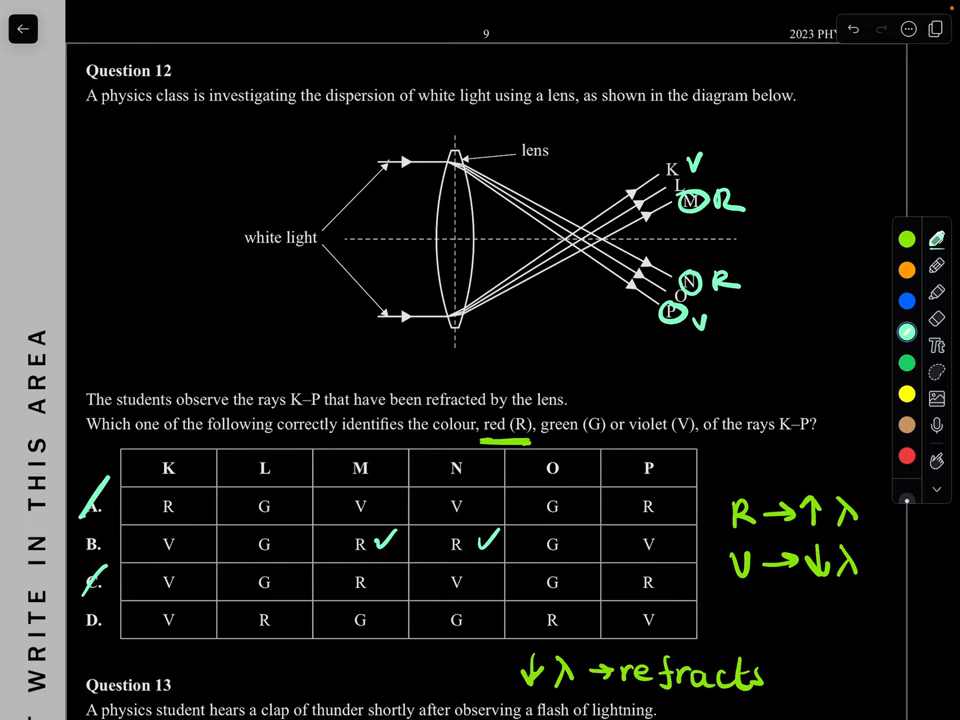 9
2023 PHY
Question 12
A physics class is investigating the dispersion of white light using a lens, as shown in the diagram below.
lens
K V
L
M R
white light
N R
O
P V
The students observe the rays K–P that have been refracted by the lens.
Which one of the following correctly identifies the colour, red (R), green (G) or violet (V), of the rays K–P?
K L M N O P
A. R G V V G R
B. V G R ✓ R ✓ G V
C. V G R V G R
D. V R G G R V
R → ↑ λ
V → ↓ λ
↓ λ → refracts
Question 13
A physics student hears a clap of thunder shortly after observing a flash of lightning.
WRITE IN THIS AREA
Tt